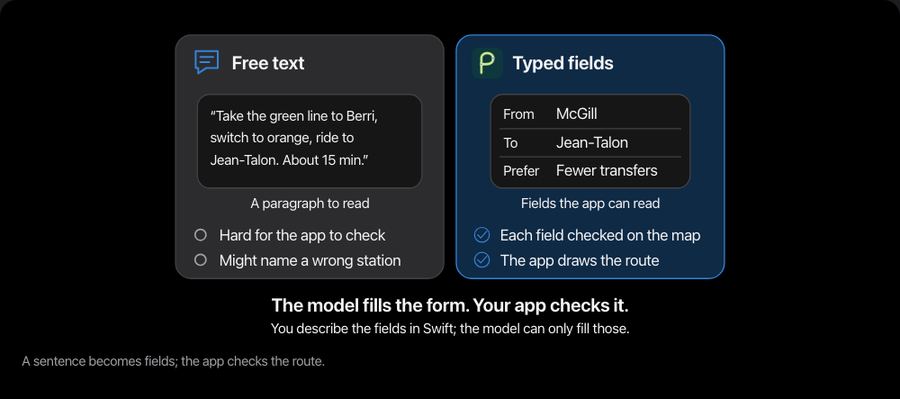 Free text
“Take the green line to Berri,
switch to orange, ride to
Jean-Talon. About 15 min.”
A paragraph to read
Hard for the app to check
Might name a wrong station
Typed fields
From McGill
To Jean-Talon
Prefer Fewer transfers
Fields the app can read
Each field checked on the map
The app draws the route
The model fills the form. Your app checks it.
You describe the fields in Swift; the model can only fill those.
A sentence becomes fields; the app checks the route.